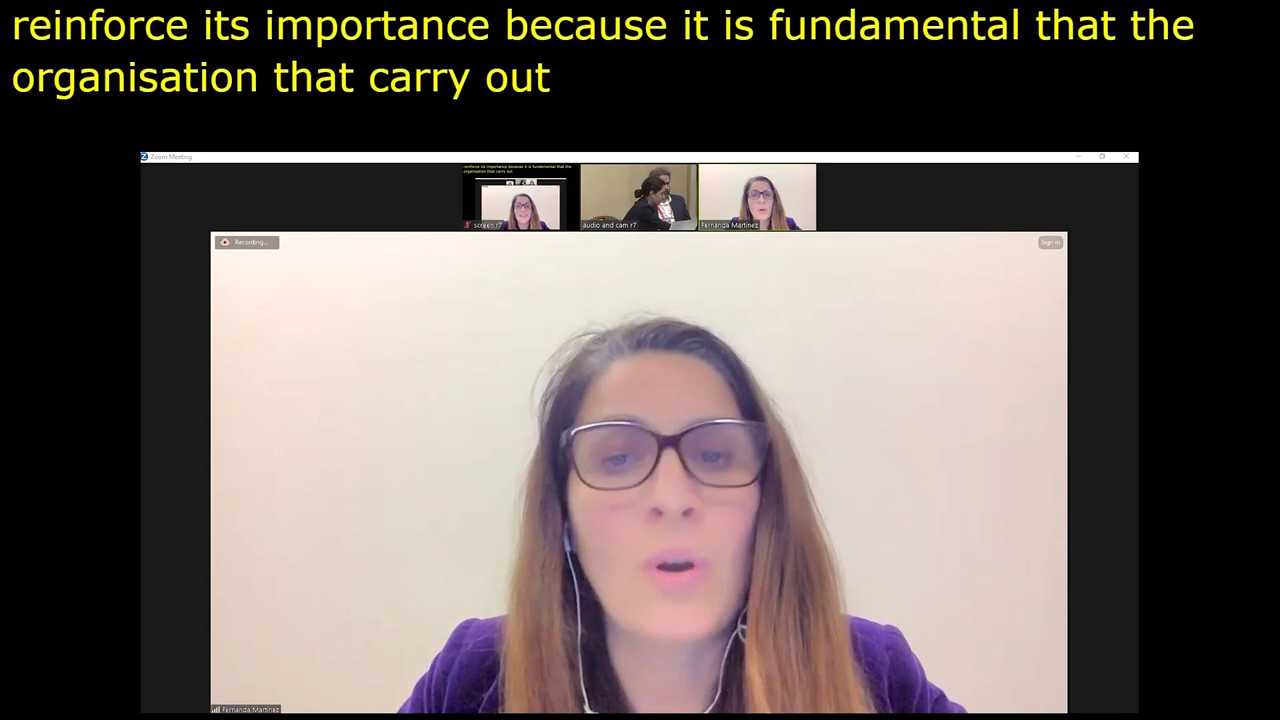 reinforce its importance because it is fundamental that the
organisation that carry out
Zoom Meeting
reinforce its importance because it is fundamental that the
organisation that carry out
screen r7
audio and cam r7
Fernanda Martinez
Recording...
Sign in
Fernanda Martinez